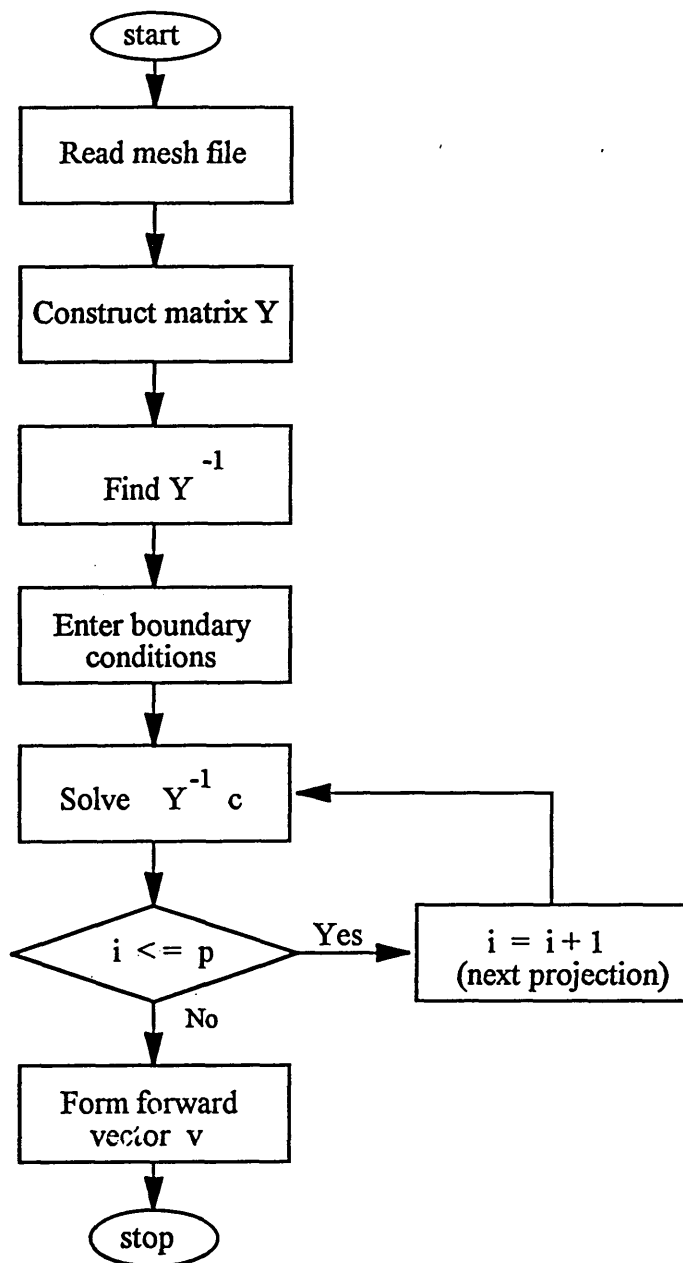 start
Read mesh file
Construct matrix Y
Find Y^-1
Enter boundary
conditions
Solve Y^-1 c
i <= p
Yes
i = i + 1
(next projection)
No
Form forward
vector v
stop